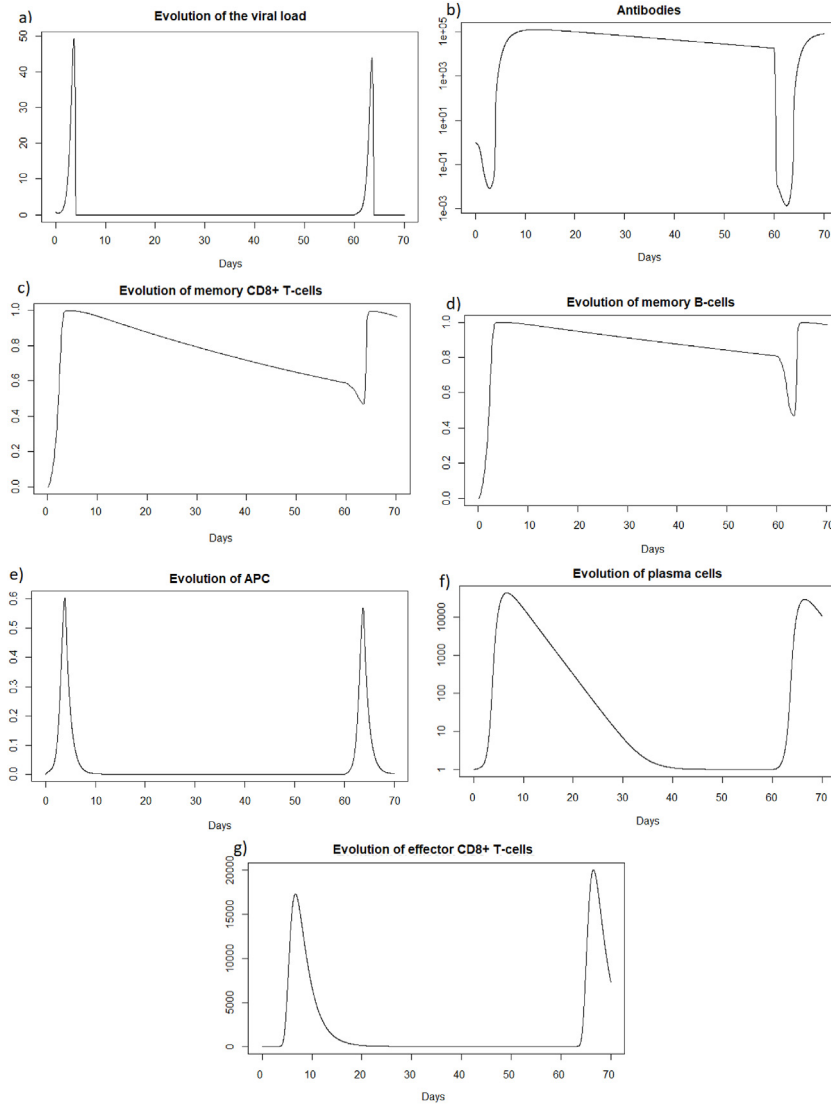 a)
Evolution of the viral load
50
40
30
20
10
0
0 10 20 30 40 50 60 70
Days
b)
Antibodies
1e+05
1e+03
1e+01
1e-01
1e-03
0 10 20 30 40 50 60 70
Days
c)
Evolution of memory CD8+ T-cells
1.0
0.8
0.6
0.4
0.2
0.0
0 10 20 30 40 50 60 70
Days
d)
Evolution of memory B-cells
1.0
0.8
0.6
0.4
0.2
0.0
0 10 20 30 40 50 60 70
Days
e)
Evolution of APC
0.6
0.5
0.4
0.3
0.2
0.1
0.0
0 10 20 30 40 50 60 70
Days
f)
Evolution of plasma cells
10000
1000
100
10
1
0 10 20 30 40 50 60 70
Days
g)
Evolution of effector CD8+ T-cells
20000
15000
10000
5000
0
0 10 20 30 40 50 60 70
Days